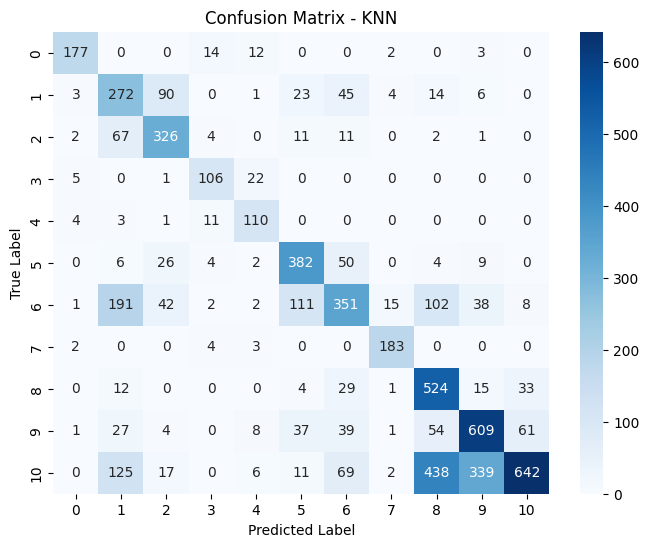 Confusion Matrix - KNN
0 177 0 0 14 12 0 0 2 0 3 0
1 3 272 90 0 1 23 45 4 14 6 0
2 2 67 326 4 0 11 11 0 2 1 0
3 5 0 1 106 22 0 0 0 0 0 0
4 4 3 1 11 110 0 0 0 0 0 0
5 0 6 26 4 2 382 50 0 4 9 0
6 1 191 42 2 2 111 351 15 102 38 8
7 2 0 0 4 3 0 0 183 0 0 0
8 0 12 0 0 0 4 29 1 524 15 33
9 1 27 4 0 8 37 39 1 54 609 61
10 0 125 17 0 6 11 69 2 438 339 642
0 1 2 3 4 5 6 7 8 9 10
Predicted Label
True Label
600
500
400
300
200
100
0